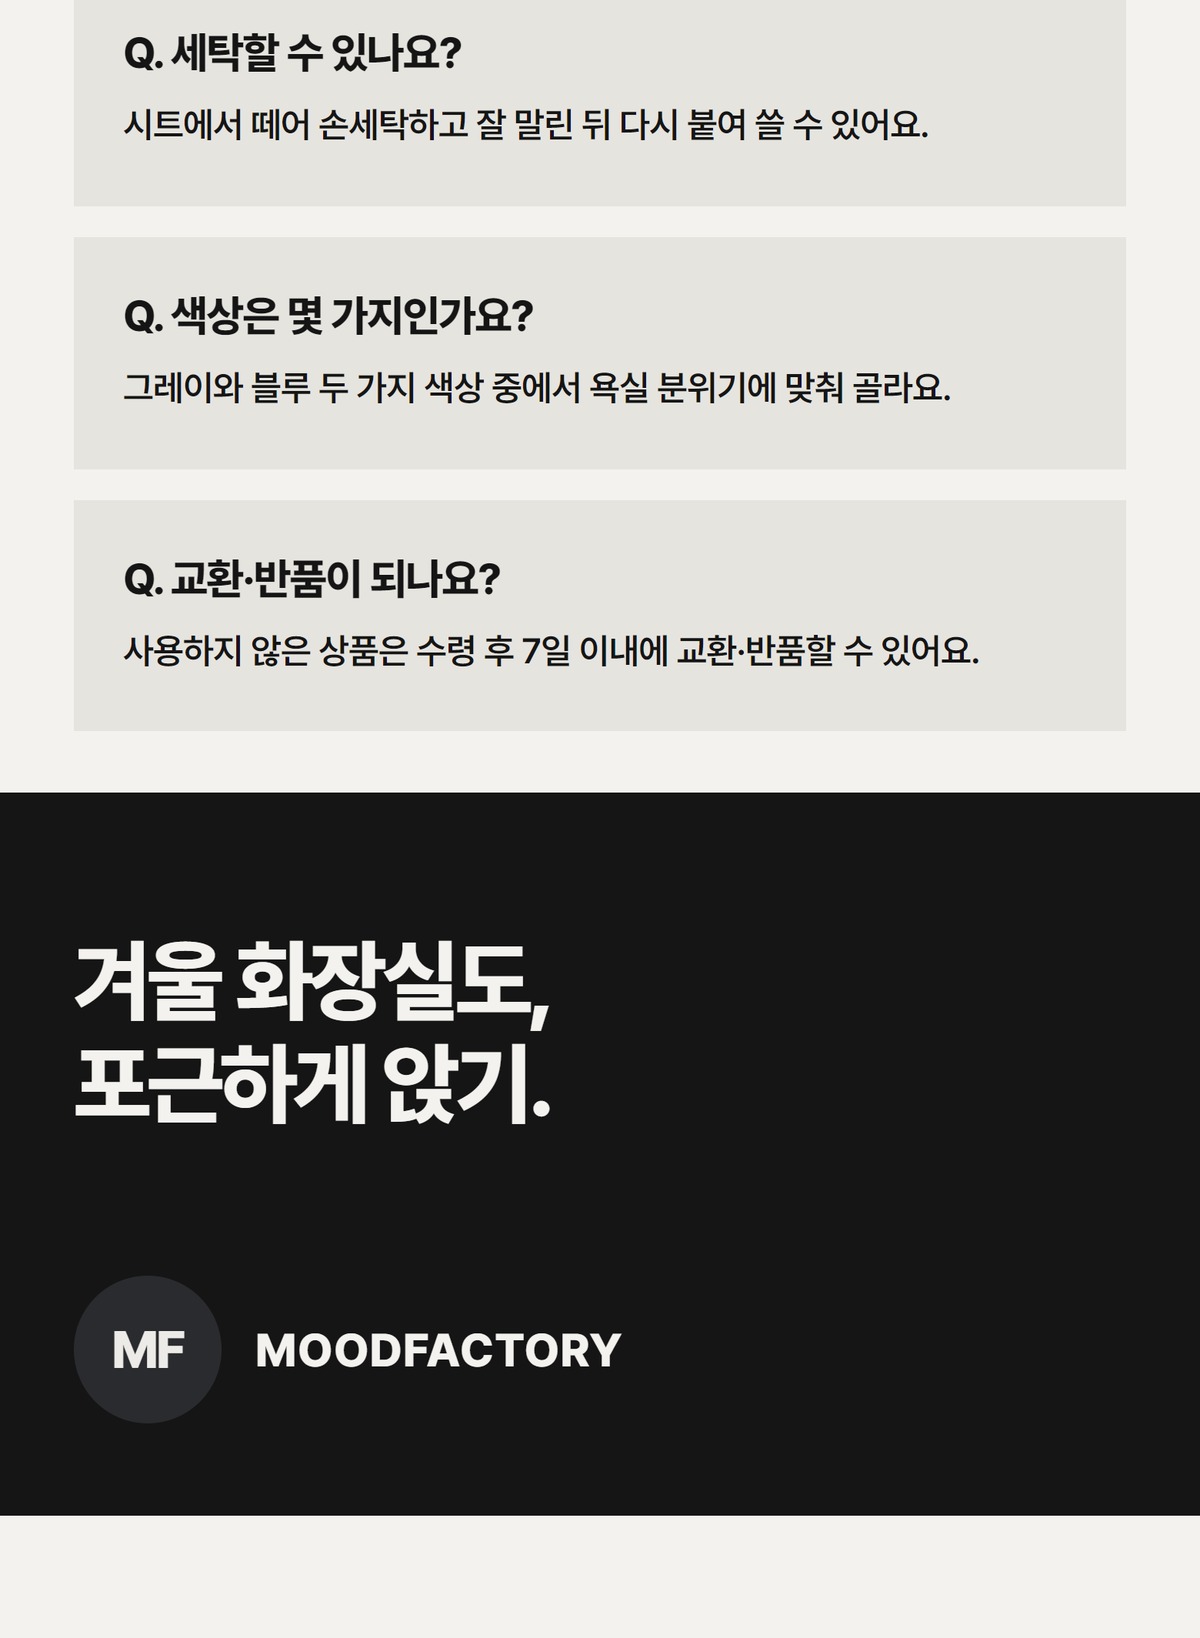 Q. 세탁할 수 있나요?
시트에서 떼어 손세탁하고 잘 말린 뒤 다시 붙여 쓸 수 있어요.
Q. 색상은 몇 가지인가요?
그레이와 블루 두 가지 색상 중에서 욕실 분위기에 맞춰 골라요.
Q. 교환·반품이 되나요?
사용하지 않은 상품은 수령 후 7일 이내에 교환·반품할 수 있어요.
겨울 화장실도,
포근하게 앉기.
MF
MOODFACTORY